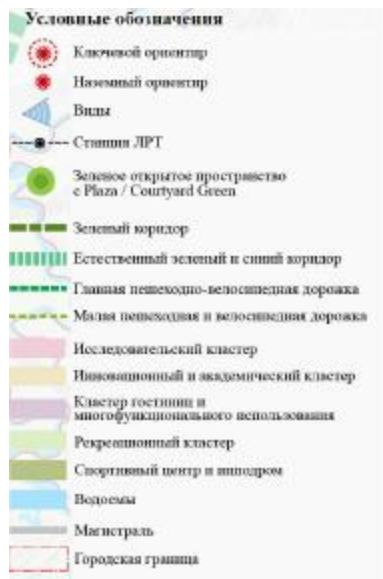 Условные обозначения
Ключевой ориентир
Наземный ориентир
Виды
Станция ЛРТ
Зеленое открытое пространство
с Plaza / Courtyard Green
Зеленый коридор
Естественный зеленый и синий коридор
Главная пешеходно-велосипедная дорожка
Малая пешеходная и велосипедная дорожка
Исследовательский кластер
Инновационный и академический кластер
Кластер гостиниц и
многофункционального использования
Рекреационный кластер
Спортивный центр и ипподром
Водоемы
Магистраль
Городская граница